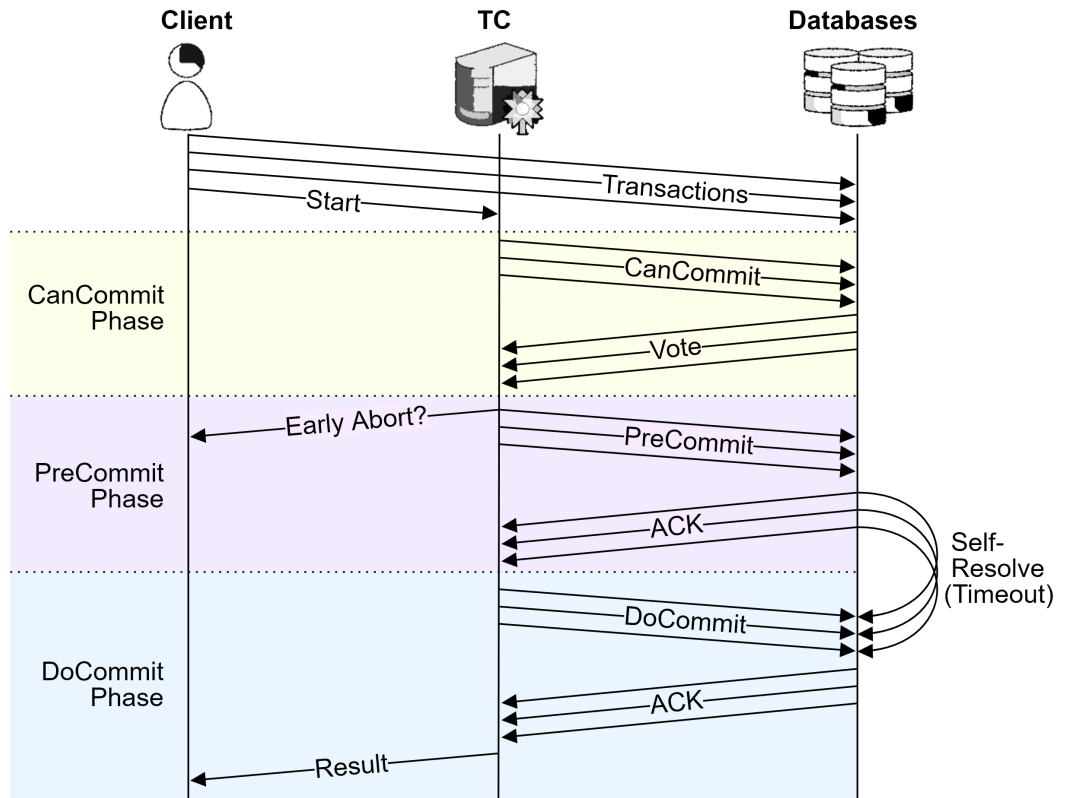 Client
TC
Databases
Transactions
Start
CanCommit
Phase
CanCommit
Vote
PreCommit
Phase
Early Abort?
PreCommit
ACK
Self-
Resolve
(Timeout)
DoCommit
Phase
DoCommit
ACK
Result